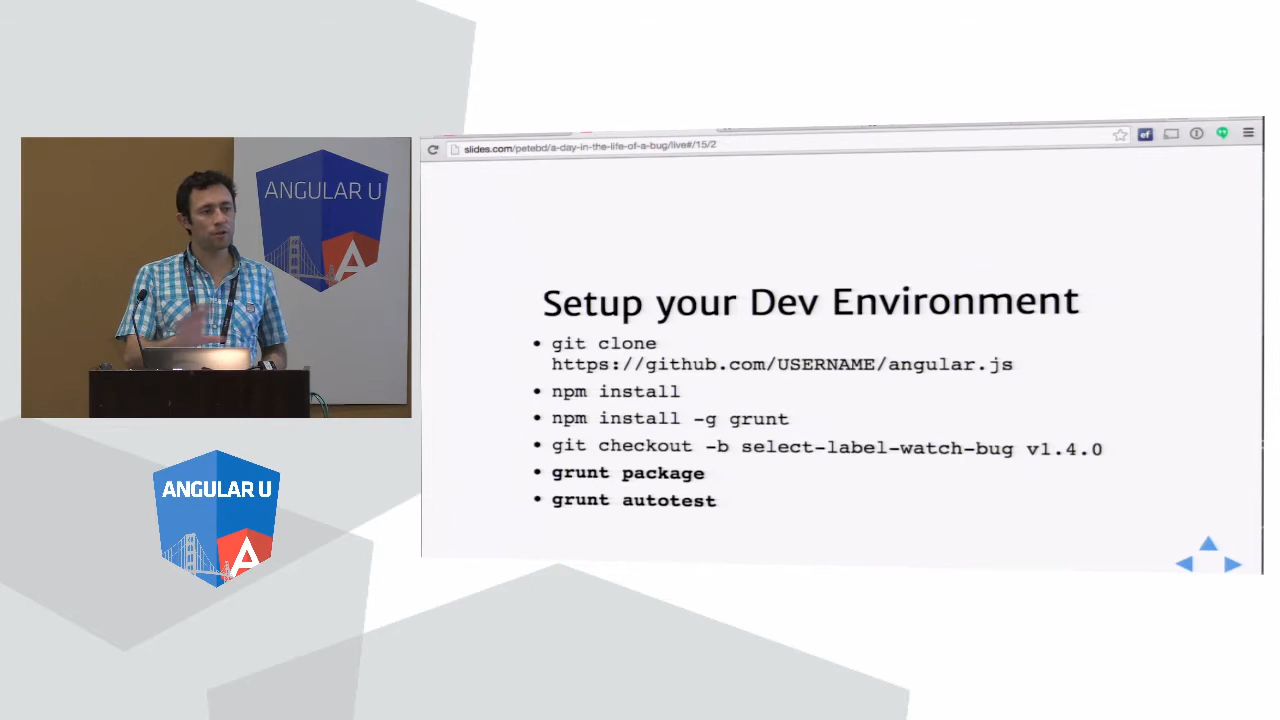 ANGULAR U
A
slides.com/petebd/a-day-in-the-life-of-a-bug/live#/15/2
ef
Setup your Dev Environment
• git clone
https://github.com/USERNAME/angular.js
• npm install
• npm install -g grunt
• git checkout -b select-label-watch-bug v1.4.0
• grunt package
• grunt autotest
ANGULAR U
A